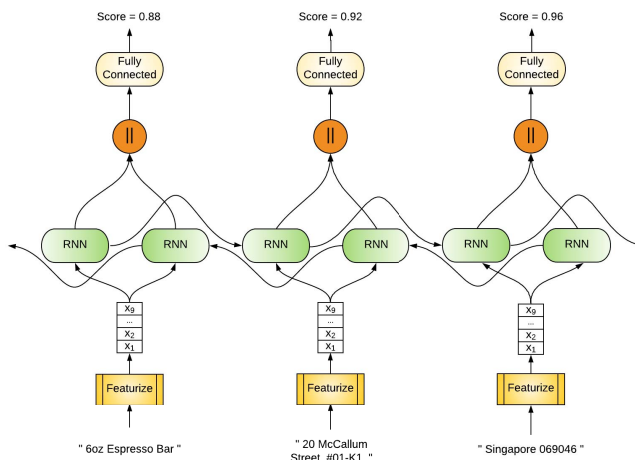 Score = 0.88 Score = 0.92 Score = 0.96
Fully Connected
Fully Connected
Fully Connected
|| || ||
RNN RNN RNN RNN RNN RNN
x9 x9 x9
... ... ...
x2 x2 x2
x1 x1 x1
Featurize Featurize Featurize
" 6oz Espresso Bar "
" 20 McCallum
Street, #01-K1, "
" Singapore 069046 "